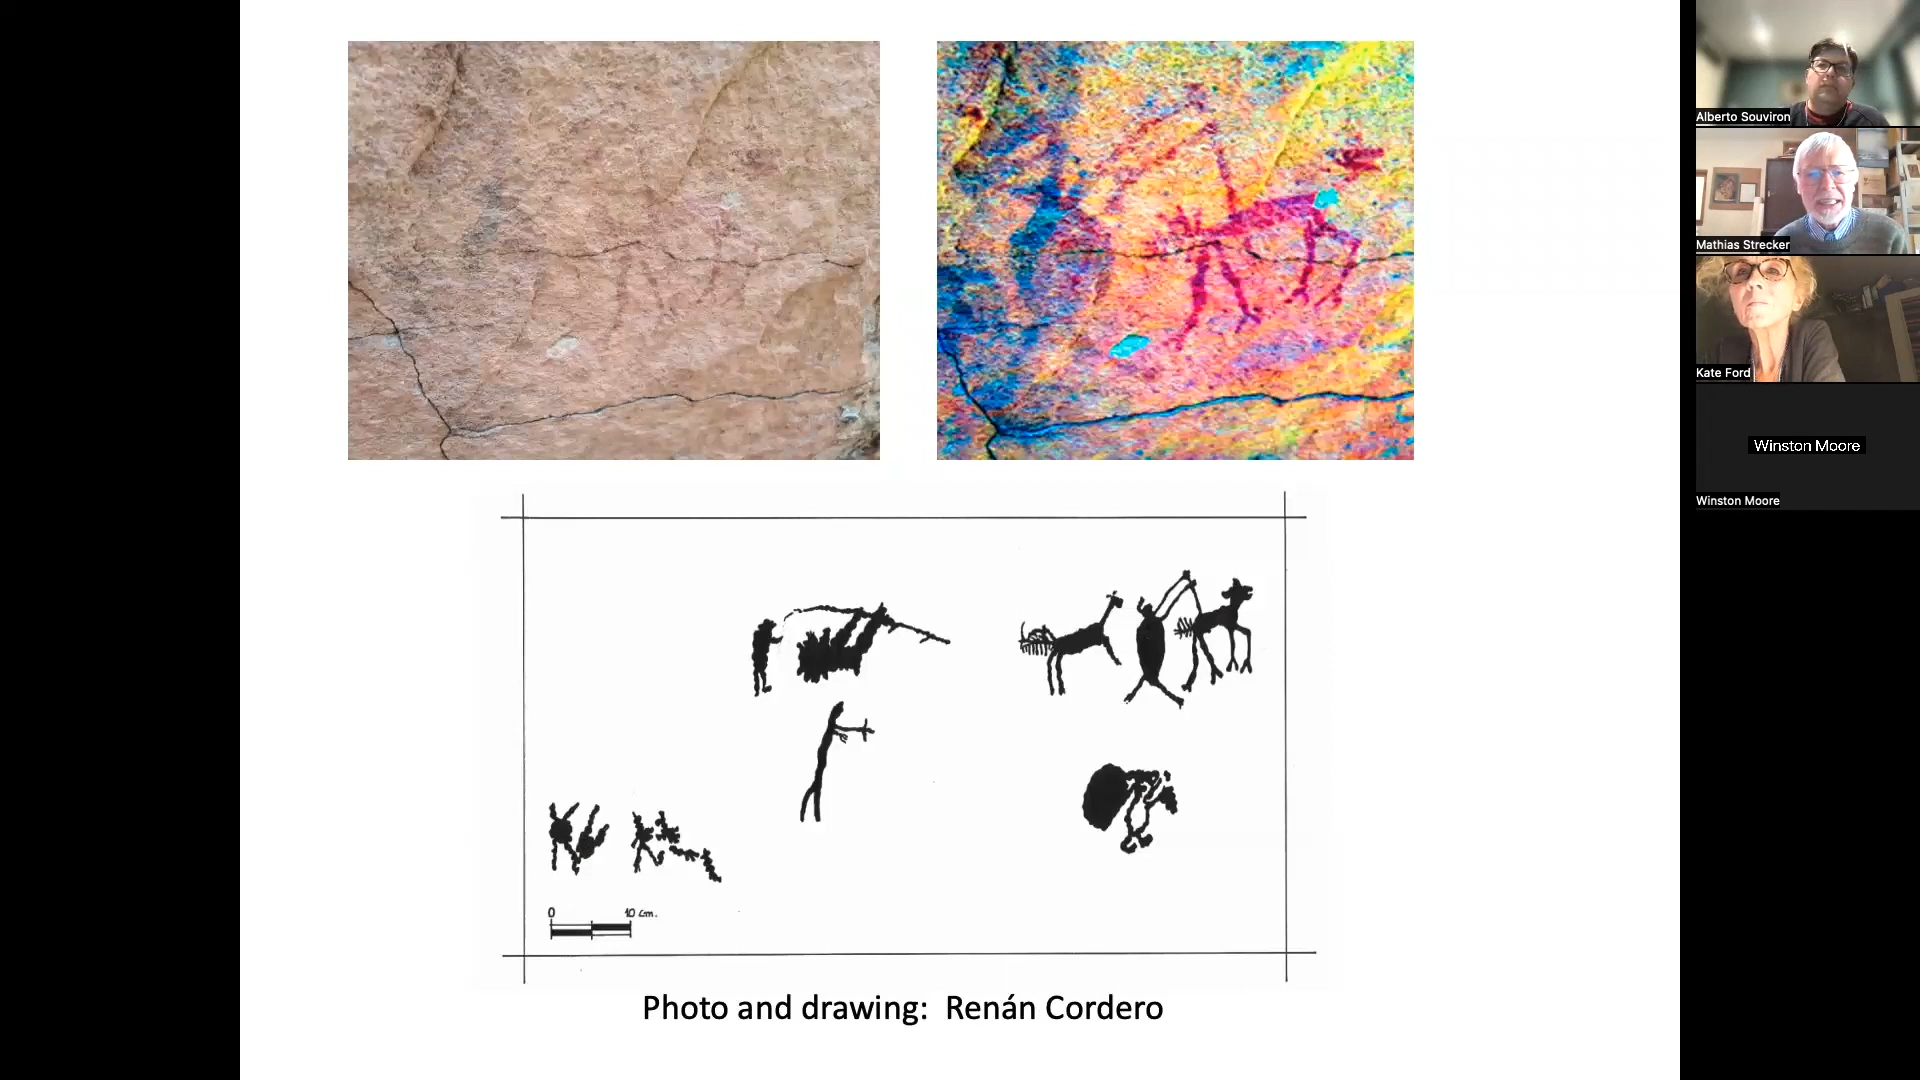 Alberto Souviron
Mathias Strecker
Kate Ford
Winston Moore
Winston Moore
0 10 cm.
Photo and drawing: Renán Cordero